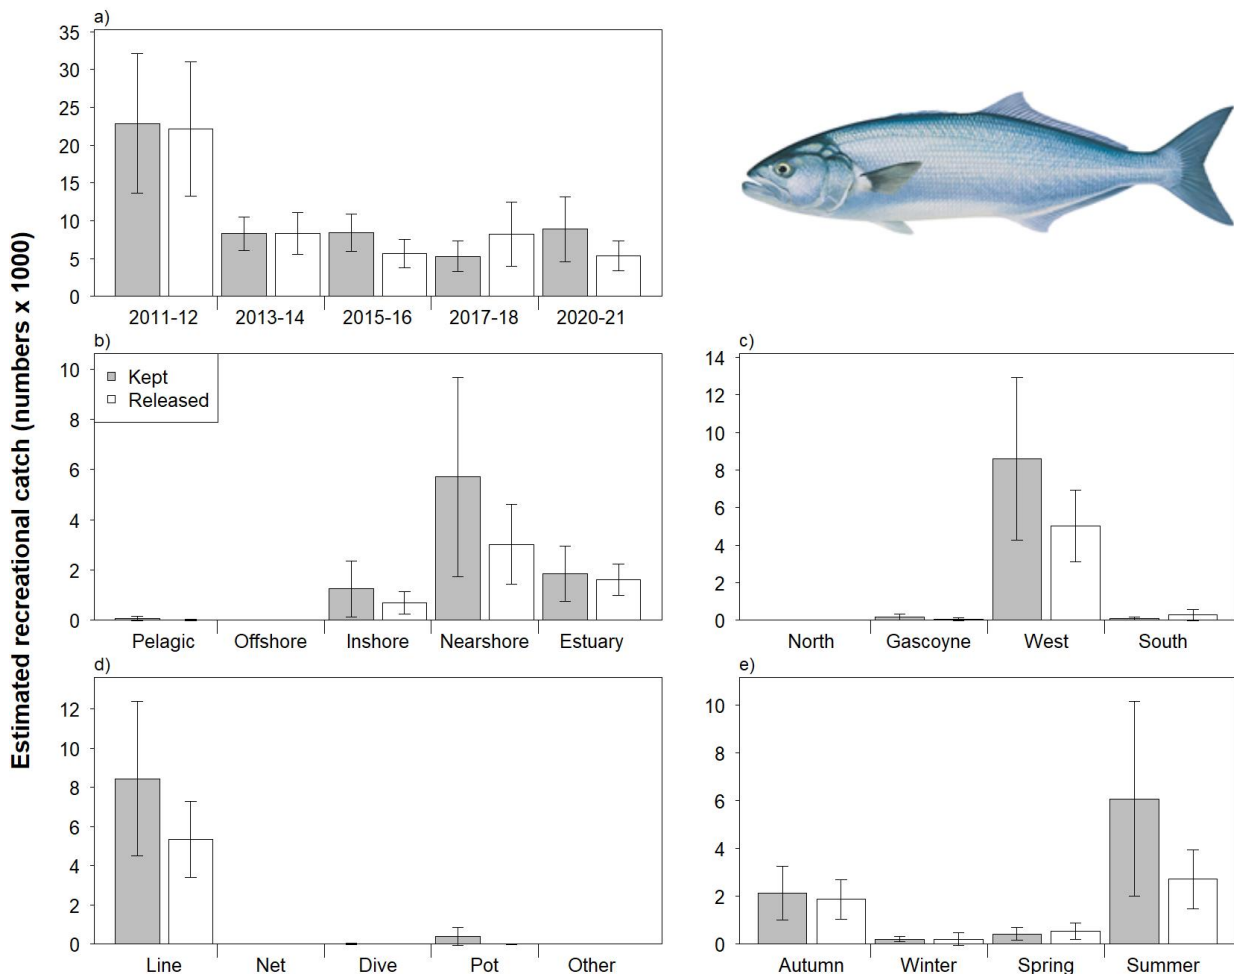 a)
35
30
25
20
15
10
5
0
2011-12 2013-14 2015-16 2017-18 2020-21
Estimated recreational catch (numbers x 1000)
b)
Kept
Released
10
8
6
4
2
0
Pelagic Offshore Inshore Nearshore Estuary
c)
14
12
10
8
6
4
2
0
North Gascoyne West South
d)
12
10
8
6
4
2
0
Line Net Dive Pot Other
e)
10
8
6
4
2
0
Autumn Winter Spring Summer